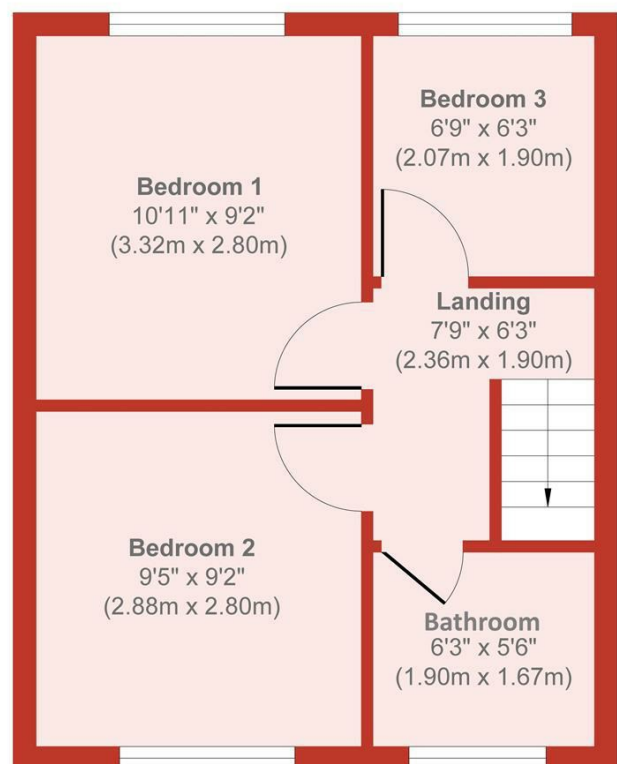 Bedroom 1
10'11" x 9'2"
(3.32m x 2.80m)
Bedroom 3
6'9" x 6'3"
(2.07m x 1.90m)
Landing
7'9" x 6'3"
(2.36m x 1.90m)
Bedroom 2
9'5" x 9'2"
(2.88m x 2.80m)
Bathroom
6'3" x 5'6"
(1.90m x 1.67m)